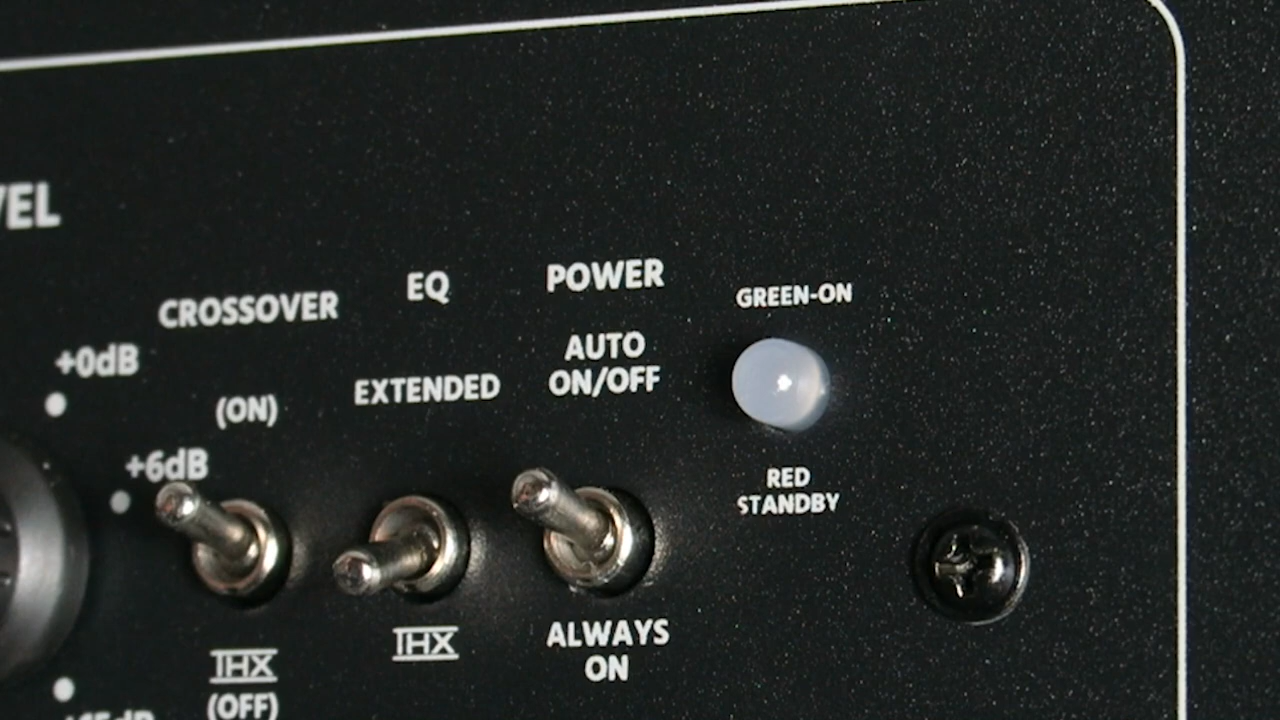 VEL
CROSSOVER
EQ
POWER
GREEN-ON
+0dB
(ON)
EXTENDED
AUTO
ON/OFF
+6dB
RED
STANDBY
THX
(OFF)
THX
ALWAYS
ON